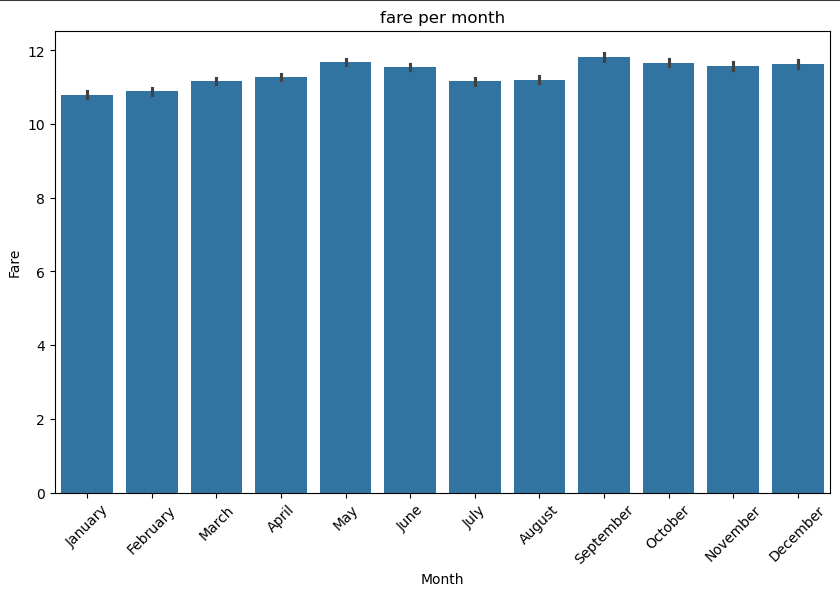 fare per month
12
10
8
6
4
2
0
Fare
January February March April May June July August September October November December
Month